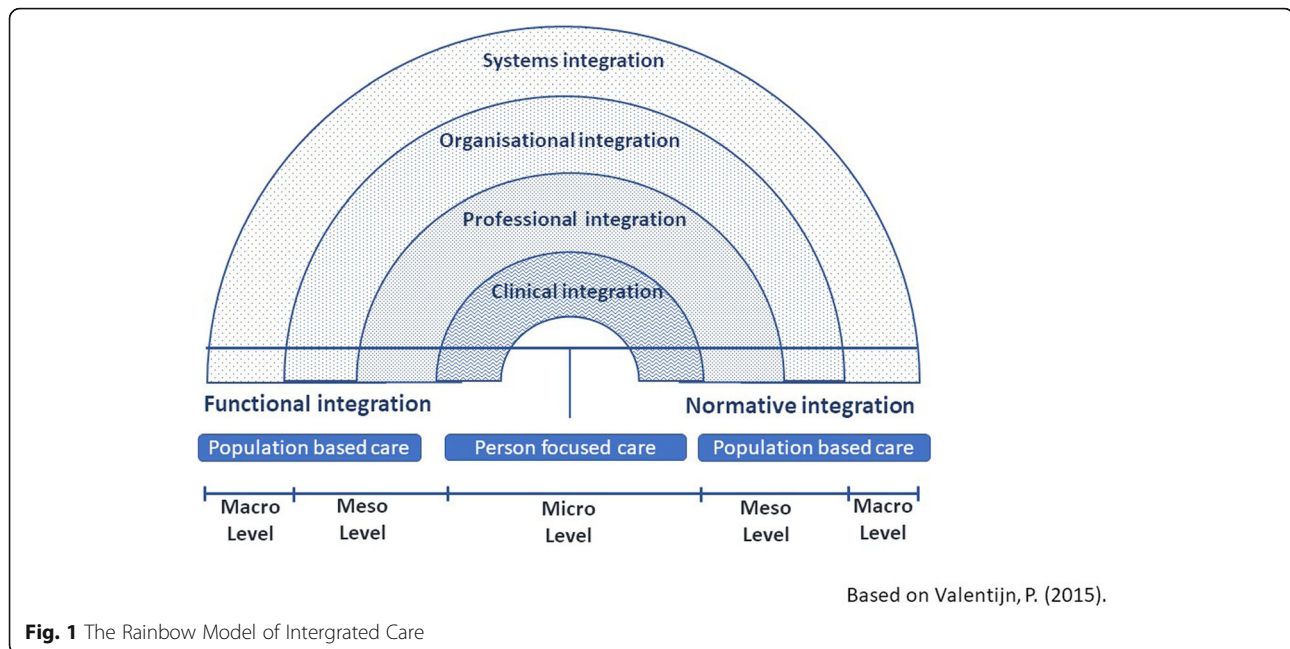 Systems integration
Organisational integration
Professional integration
Clinical integration
Functional integration
Normative integration
Population based care
Person focused care
Population based care
Macro
Level
Meso
Level
Micro
Level
Meso
Level
Macro
Level
Based on Valentijn, P. (2015).
Fig. 1 The Rainbow Model of Intergrated Care